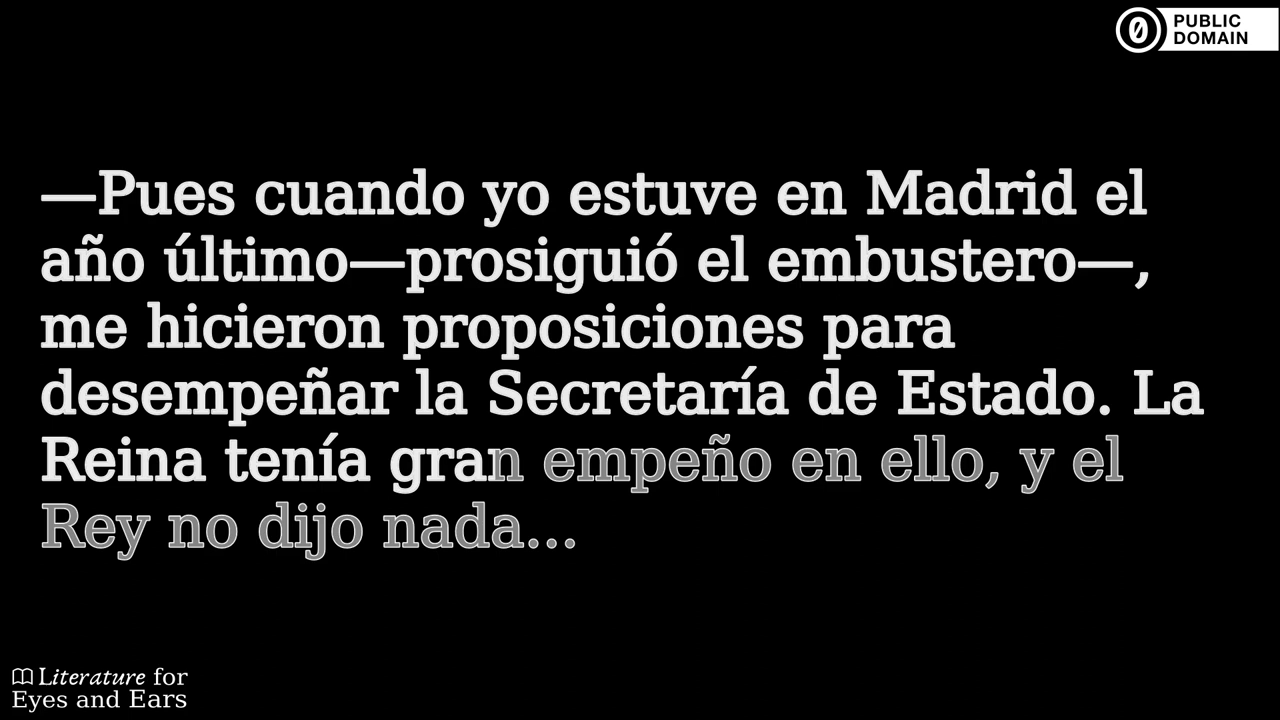 PUBLIC
DOMAIN
—Pues cuando yo estuve en Madrid el
año último—prosiguió el embustero—,
me hicieron proposiciones para
desempeñar la Secretaría de Estado. La
Reina tenía gran empeño en ello, y el
Rey no dijo nada...
Literature for
Eyes and Ears